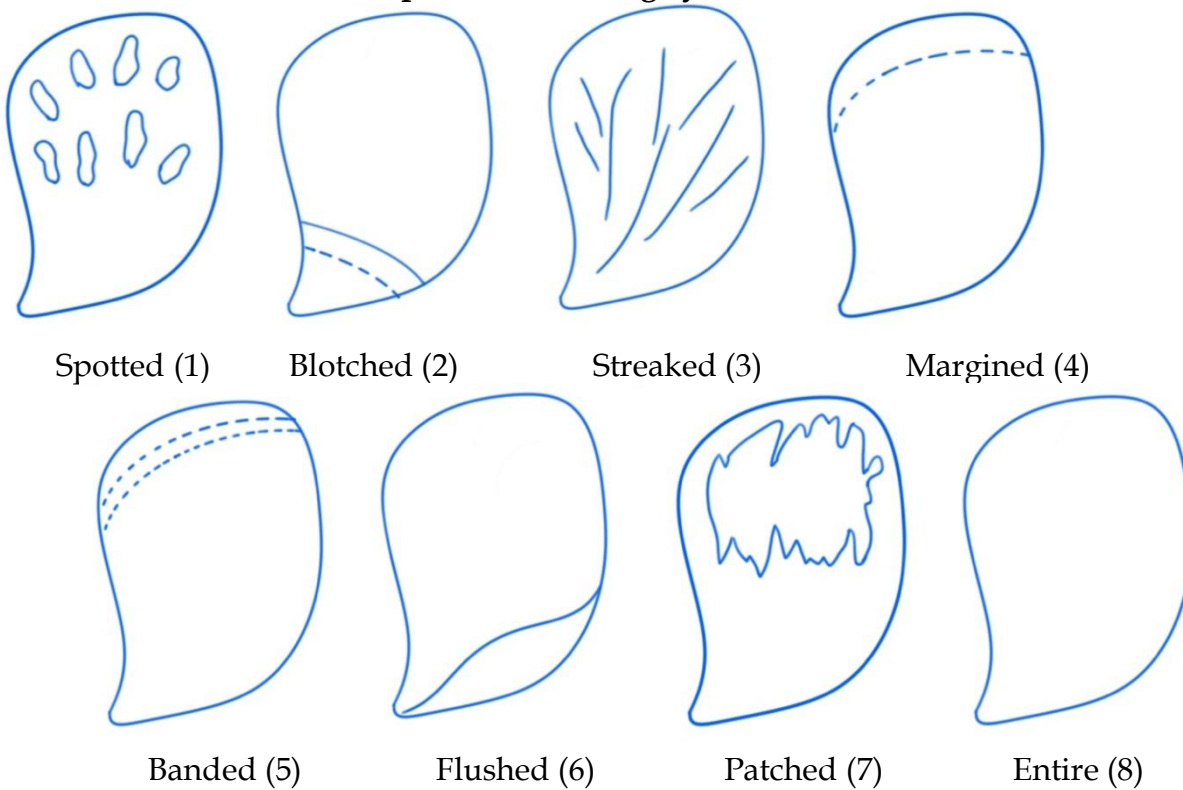 Spotted (1) Blotched (2) Streaked (3) Margined (4)
Banded (5) Flushed (6) Patched (7) Entire (8)